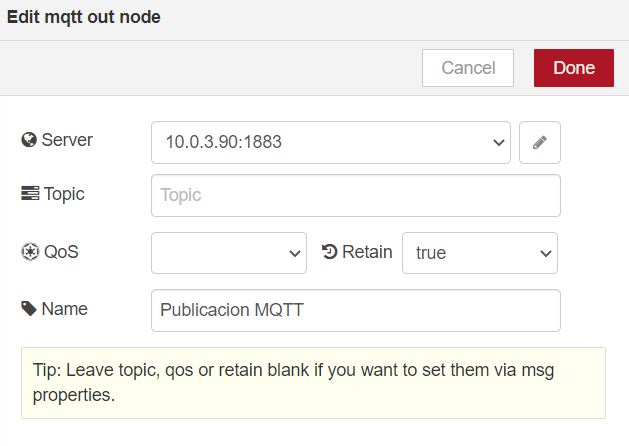 Edit mqtt out node
Cancel Done
Server 10.0.3.90:1883
Topic Topic
QoS Retain true
Name Publicacion MQTT
Tip: Leave topic, qos or retain blank if you want to set them via msg
properties.